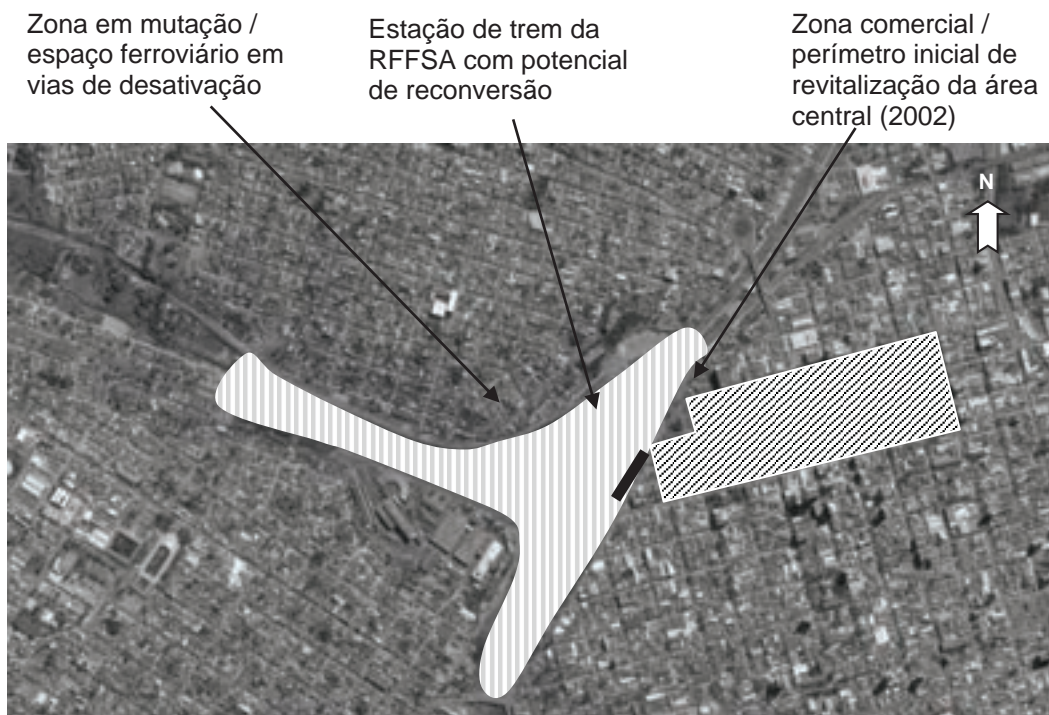 Zona em mutação /
espaço ferroviário em
vias de desativação
Estação de trem da
RFFSA com potencial
de reconversão
Zona comercial /
perímetro inicial de
revitalização da área
central (2002)
N